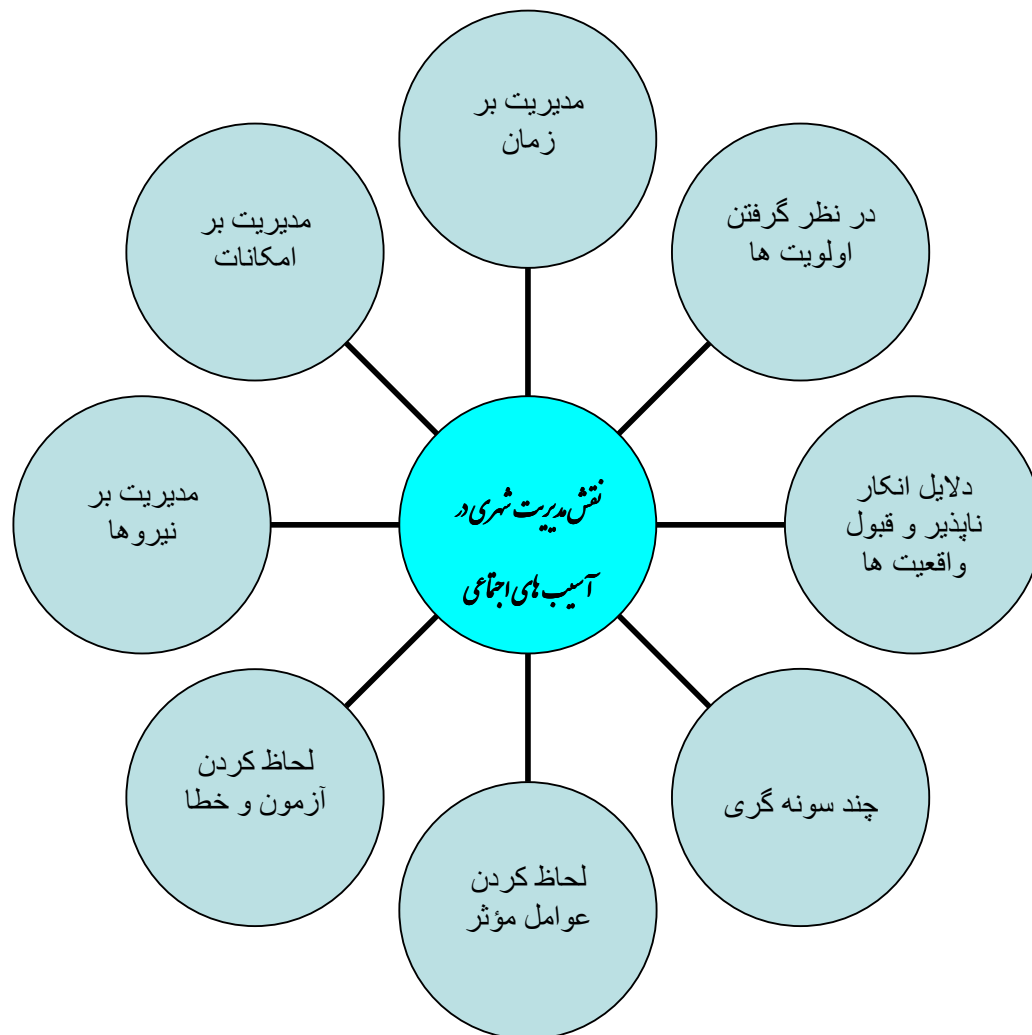 مدیریت بر
زمان
در نظر گرفتن
اولویت ها
دلایل انکار
ناپذیر و قبول
واقعیت ها
چند سونه گری
لحاظ کردن
عوامل مؤثر
لحاظ کردن
آزمون و خطا
مدیریت بر
نیروها
مدیریت بر
امکانات
نقش مدیریت شهری در
آسیب های اجتماعی